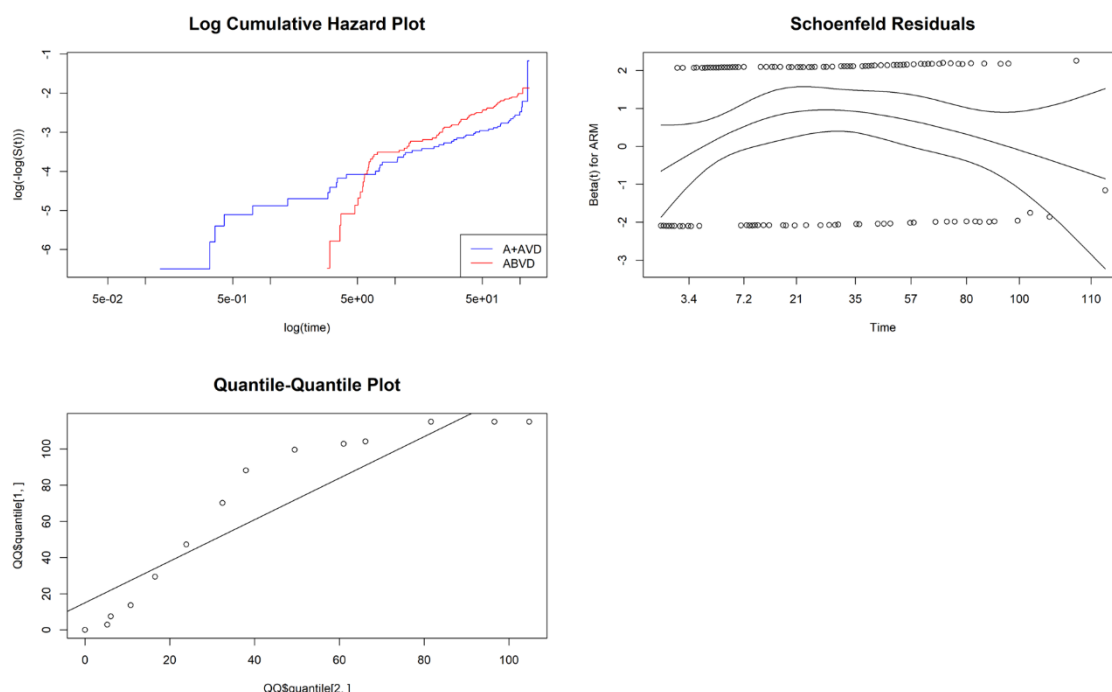 Log Cumulative Hazard Plot
log(-log(S(t)))
-1
-2
-3
-4
-5
-6
A+AVD
ABVD
5e-02
5e-01
5e+00
5e+01
log(time)
Schoenfeld Residuals
Beta(t) for ARM
2
1
0
-1
-2
-3
3.4
7.2
21
35
57
80
100
110
Time
Quantile-Quantile Plot
QQ$quantile[1, ]
100
80
60
40
20
0
0
20
40
60
80
100
QQ$quantile[2, ]